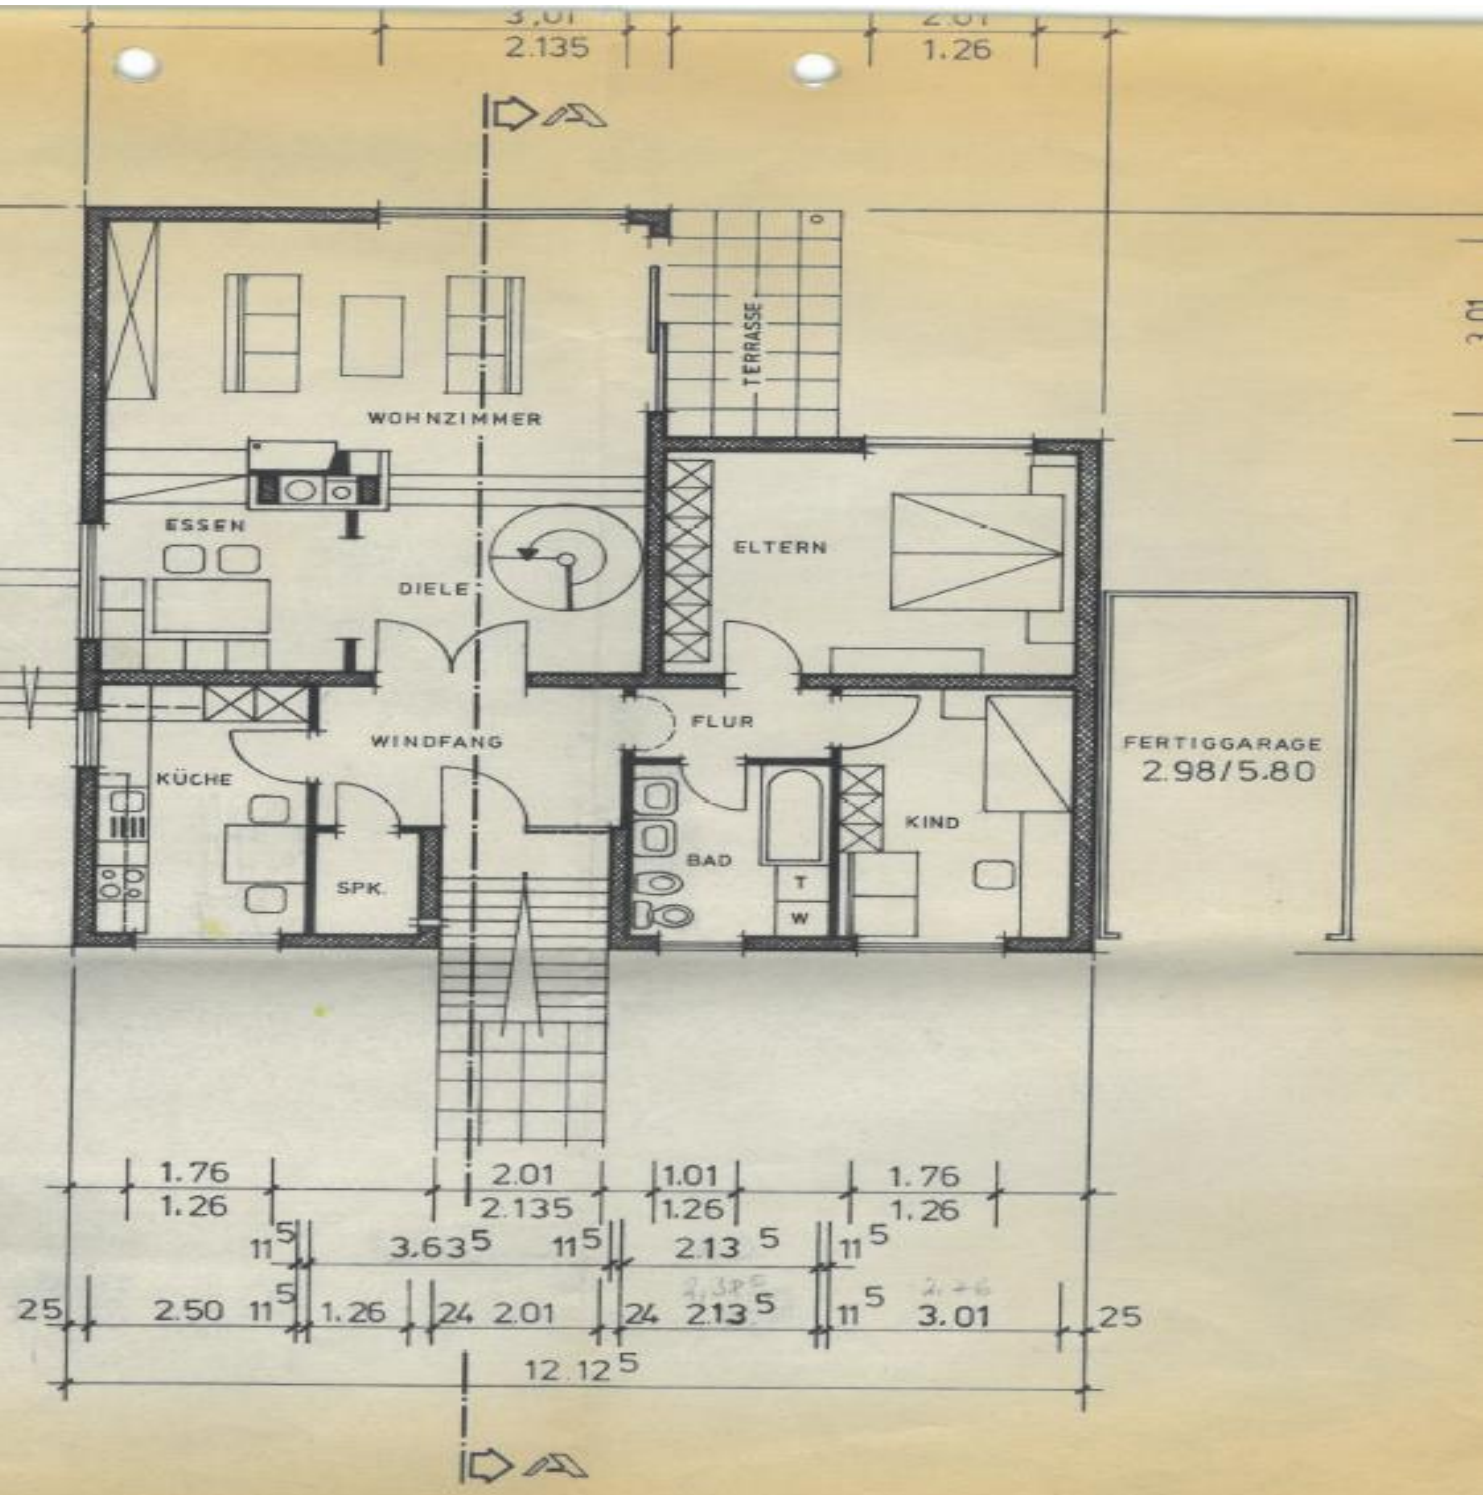 3,01
2.135
2.01
1.26
A
3.01
TERRASSE
WOHNZIMMER
ESSEN
ELTERN
DIELE
FLUR
WINDFANG
FERTIGGARAGE
2.98/5.80
KÜCHE
KIND
BAD
SPK.
T
W
1.76 2.01 1.01 1.76
1.26 2.135 1.26 1.26
11⁵ 3.63⁵ 11⁵ 2.13⁵ 11⁵
25 2.50 11⁵ 1.26 24 2.01 24 2.13⁵ 11⁵ 3.01 25
12.12⁵
A